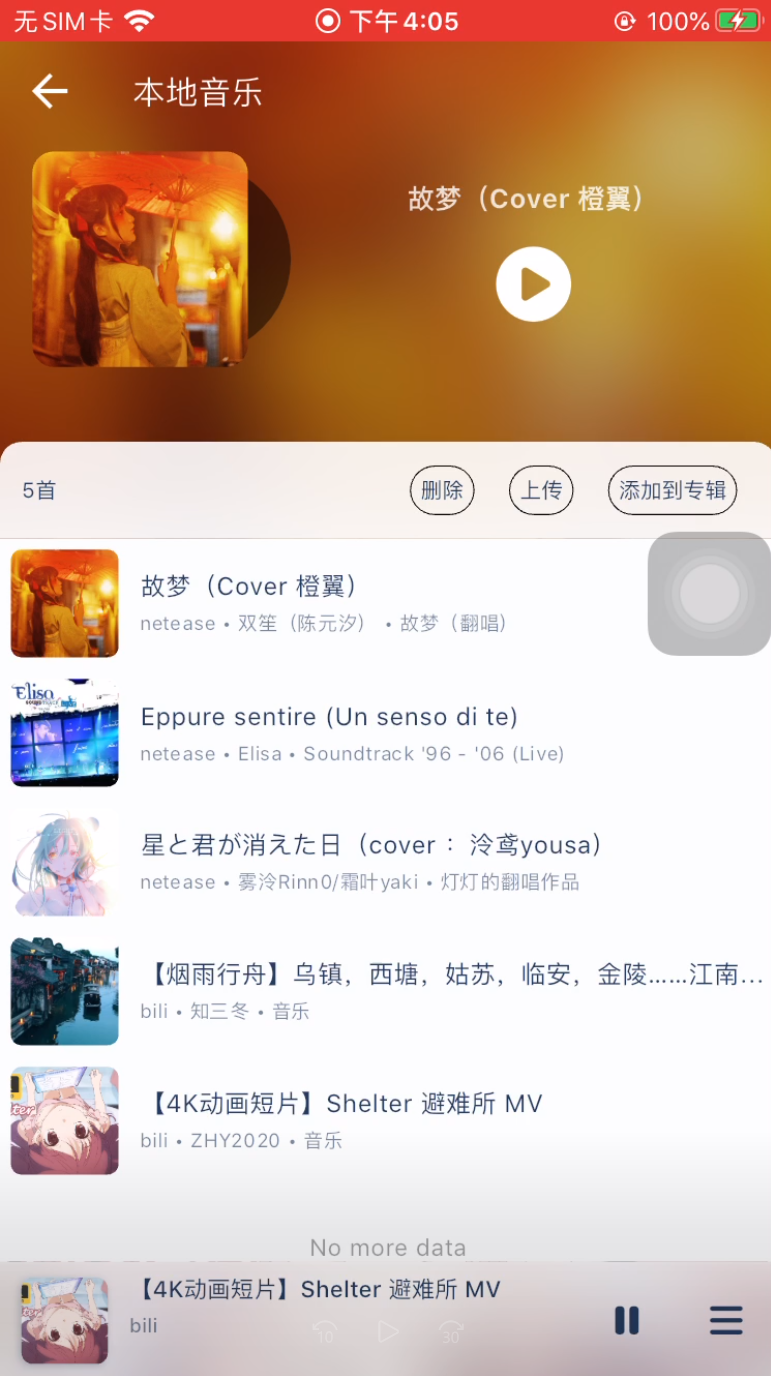 无SIM卡 下午4:05 100%
本地音乐
故梦（Cover 橙翼）
5首 删除 上传 添加到专辑
故梦（Cover 橙翼）
netease • 双笙（陈元汐） • 故梦（翻唱）
Elisa
Eppure sentire (Un senso di te)
netease • Elisa • Soundtrack '96 - '06 (Live)
星と君が消えた日（cover ： 泠鸢yousa）
netease • 雾泠Rinn0/霜叶yaki • 灯灯的翻唱作品
【烟雨行舟】乌镇，西塘，姑苏，临安，金陵……江南...
bili • 知三冬 • 音乐
【4K动画短片】Shelter 避难所 MV
bili • ZHY2020 • 音乐
No more data
【4K动画短片】Shelter 避难所 MV
bili
10 30